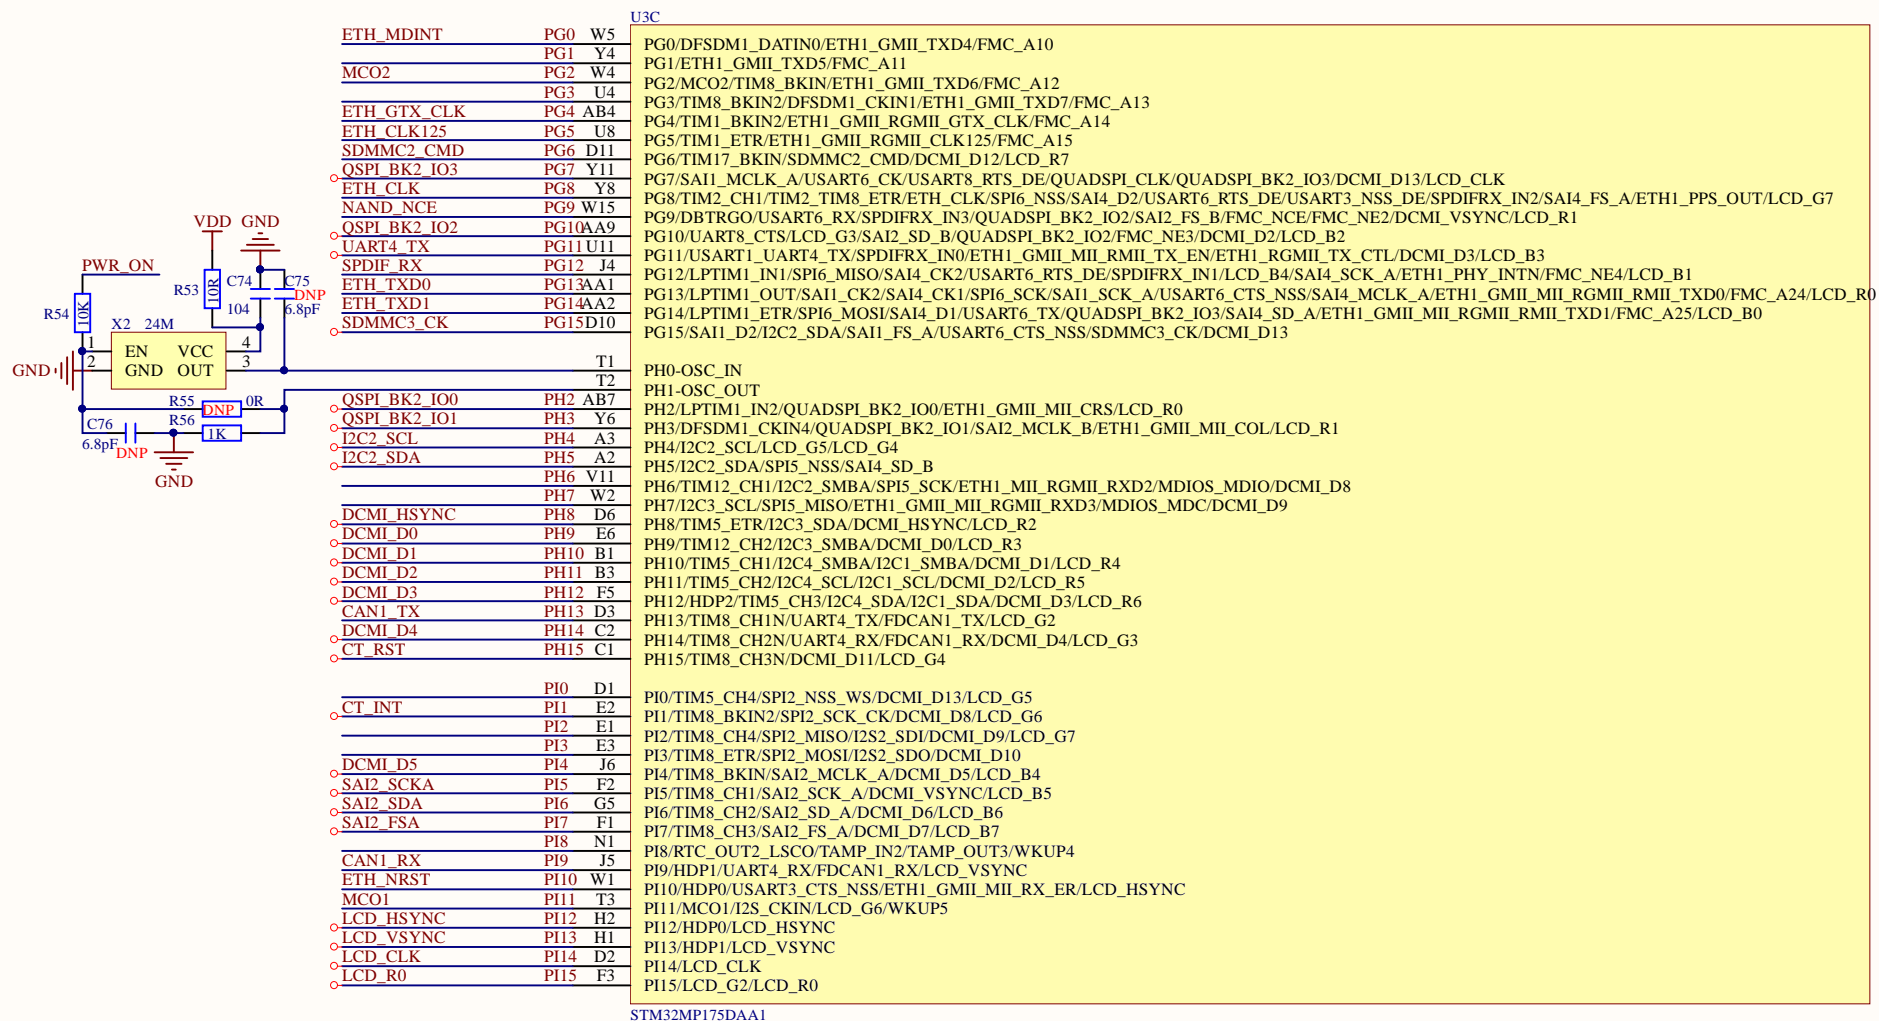 U3C
ETH_MDINT PG0 W5 PG0/DFSDM1_DATIN0/ETH1_GMII_TXD4/FMC_A10
PG1 Y4 PG1/ETH1_GMII_TXD5/FMC_A11
MCO2 PG2 W4 PG2/MCO2/TIM8_BKIN/ETH1_GMII_TXD6/FMC_A12
PG3 U4 PG3/TIM8_BKIN2/DFSDM1_CKIN1/ETH1_GMII_TXD7/FMC_A13
ETH_GTX_CLK PG4 AB4 PG4/TIM1_BKIN2/ETH1_GMII_RGMII_GTX_CLK/FMC_A14
ETH_CLK125 PG5 U8 PG5/TIM1_ETR/ETH1_GMII_RGMII_CLK125/FMC_A15
SDMMC2_CMD PG6 D11 PG6/TIM17_BKIN/SDMMC2_CMD/DCMI_D12/LCD_R7
QSPI_BK2_IO3 PG7 Y11 PG7/SAI1_MCLK_A/USART6_CK/USART8_RTS_DE/QUADSPI_CLK/QUADSPI_BK2_IO3/DCMI_D13/LCD_CLK
ETH_CLK PG8 Y8 PG8/TIM2_CH1/TIM2_TIM8_ETR/ETH_CLK/SPI6_NSS/SAI4_D2/USART6_RTS_DE/USART3_NSS_DE/SPDIFRX_IN2/SAI4_FS_A/ETH1_PPS_OUT/LCD_G7
NAND_NCE PG9 W15 PG9/DBTRGO/USART6_RX/SPDIFRX_IN3/QUADSPI_BK2_IO2/SAI2_FS_B/FMC_NCE/FMC_NE2/DCMI_VSYNC/LCD_R1
QSPI_BK2_IO2 PG10 AA9 PG10/UART8_CTS/LCD_G3/SAI2_SD_B/QUADSPI_BK2_IO2/FMC_NE3/DCMI_D2/LCD_B2
UART4_TX PG11 U11 PG11/USART1_UART4_TX/SPDIFRX_IN0/ETH1_GMII_MII_RMII_TX_EN/ETH1_RGMII_TX_CTL/DCMI_D3/LCD_B3
SPDIF_RX PG12 J4 PG12/LPTIM1_IN1/SPI6_MISO/SAI4_CK2/USART6_RTS_DE/SPDIFRX_IN1/LCD_B4/SAI4_SCK_A/ETH1_PHY_INTN/FMC_NE4/LCD_B1
ETH_TXD0 PG13 AA1 PG13/LPTIM1_OUT/SAI1_CK2/SAI4_CK1/SPI6_SCK/SAI1_SCK_A/USART6_CTS_NSS/SAI4_MCLK_A/ETH1_GMII_MII_RGMII_RMII_TXD0/FMC_A24/LCD_R0
ETH_TXD1 PG14 AA2 PG14/LPTIM1_ETR/SPI6_MOSI/SAI4_D1/USART6_TX/QUADSPI_BK2_IO3/SAI4_SD_A/ETH1_GMII_MII_RGMII_RMII_TXD1/FMC_A25/LCD_B0
SDMMC3_CK PG15 D10 PG15/SAI1_D2/I2C2_SDA/SAI1_FS_A/USART6_CTS_NSS/SDMMC3_CK/DCMI_D13
VDD GND
PWR_ON
R53 10R C74 C75
DNP
104 6.8pF
R54 10K
X2 24M
1 EN VCC 4
GND 2 GND OUT 3
T1 PH0-OSC_IN
T2 PH1-OSC_OUT
R55 DNP 0R
R56 1K
C76
6.8pF
DNP
GND
QSPI_BK2_IO0 PH2 AB7 PH2/LPTIM1_IN2/QUADSPI_BK2_IO0/ETH1_GMII_MII_CRS/LCD_R0
QSPI_BK2_IO1 PH3 Y6 PH3/DFSDM1_CKIN4/QUADSPI_BK2_IO1/SAI2_MCLK_B/ETH1_GMII_MII_COL/LCD_R1
I2C2_SCL PH4 A3 PH4/I2C2_SCL/LCD_G5/LCD_G4
I2C2_SDA PH5 A2 PH5/I2C2_SDA/SPI5_NSS/SAI4_SD_B
PH6 V11 PH6/TIM12_CH1/I2C2_SMBA/SPI5_SCK/ETH1_MII_RGMII_RXD2/MDIOS_MDIO/DCMI_D8
PH7 W2 PH7/I2C3_SCL/SPI5_MISO/ETH1_GMII_MII_RGMII_RXD3/MDIOS_MDC/DCMI_D9
DCMI_HSYNC PH8 D6 PH8/TIM5_ETR/I2C3_SDA/DCMI_HSYNC/LCD_R2
DCMI_D0 PH9 E6 PH9/TIM12_CH2/I2C3_SMBA/DCMI_D0/LCD_R3
DCMI_D1 PH10 B1 PH10/TIM5_CH1/I2C4_SMBA/I2C1_SMBA/DCMI_D1/LCD_R4
DCMI_D2 PH11 B3 PH11/TIM5_CH2/I2C4_SCL/I2C1_SCL/DCMI_D2/LCD_R5
DCMI_D3 PH12 F5 PH12/HDP2/TIM5_CH3/I2C4_SDA/I2C1_SDA/DCMI_D3/LCD_R6
CAN1_TX PH13 D3 PH13/TIM8_CH1N/UART4_TX/FDCAN1_TX/LCD_G2
DCMI_D4 PH14 C2 PH14/TIM8_CH2N/UART4_RX/FDCAN1_RX/DCMI_D4/LCD_G3
CT_RST PH15 C1 PH15/TIM8_CH3N/DCMI_D11/LCD_G4
PI0 D1 PI0/TIM5_CH4/SPI2_NSS_WS/DCMI_D13/LCD_G5
CT_INT PI1 E2 PI1/TIM8_BKIN2/SPI2_SCK_CK/DCMI_D8/LCD_G6
PI2 E1 PI2/TIM8_CH4/SPI2_MISO/I2S2_SDI/DCMI_D9/LCD_G7
PI3 E3 PI3/TIM8_ETR/SPI2_MOSI/I2S2_SDO/DCMI_D10
DCMI_D5 PI4 J6 PI4/TIM8_BKIN/SAI2_MCLK_A/DCMI_D5/LCD_B4
SAI2_SCKA PI5 F2 PI5/TIM8_CH1/SAI2_SCK_A/DCMI_VSYNC/LCD_B5
SAI2_SDA PI6 G5 PI6/TIM8_CH2/SAI2_SD_A/DCMI_D6/LCD_B6
SAI2_FSA PI7 F1 PI7/TIM8_CH3/SAI2_FS_A/DCMI_D7/LCD_B7
PI8 N1 PI8/RTC_OUT2_LSCO/TAMP_IN2/TAMP_OUT3/WKUP4
CAN1_RX PI9 J5 PI9/HDP1/UART4_RX/FDCAN1_RX/LCD_VSYNC
ETH_NRST PI10 W1 PI10/HDP0/USART3_CTS_NSS/ETH1_GMII_MII_RX_ER/LCD_HSYNC
MCO1 PI11 T3 PI11/MCO1/I2S_CKIN/LCD_G6/WKUP5
LCD_HSYNC PI12 H2 PI12/HDP0/LCD_HSYNC
LCD_VSYNC PI13 H1 PI13/HDP1/LCD_VSYNC
LCD_CLK PI14 D2 PI14/LCD_CLK
LCD_R0 PI15 F3 PI15/LCD_G2/LCD_R0
STM32MP175DAA1